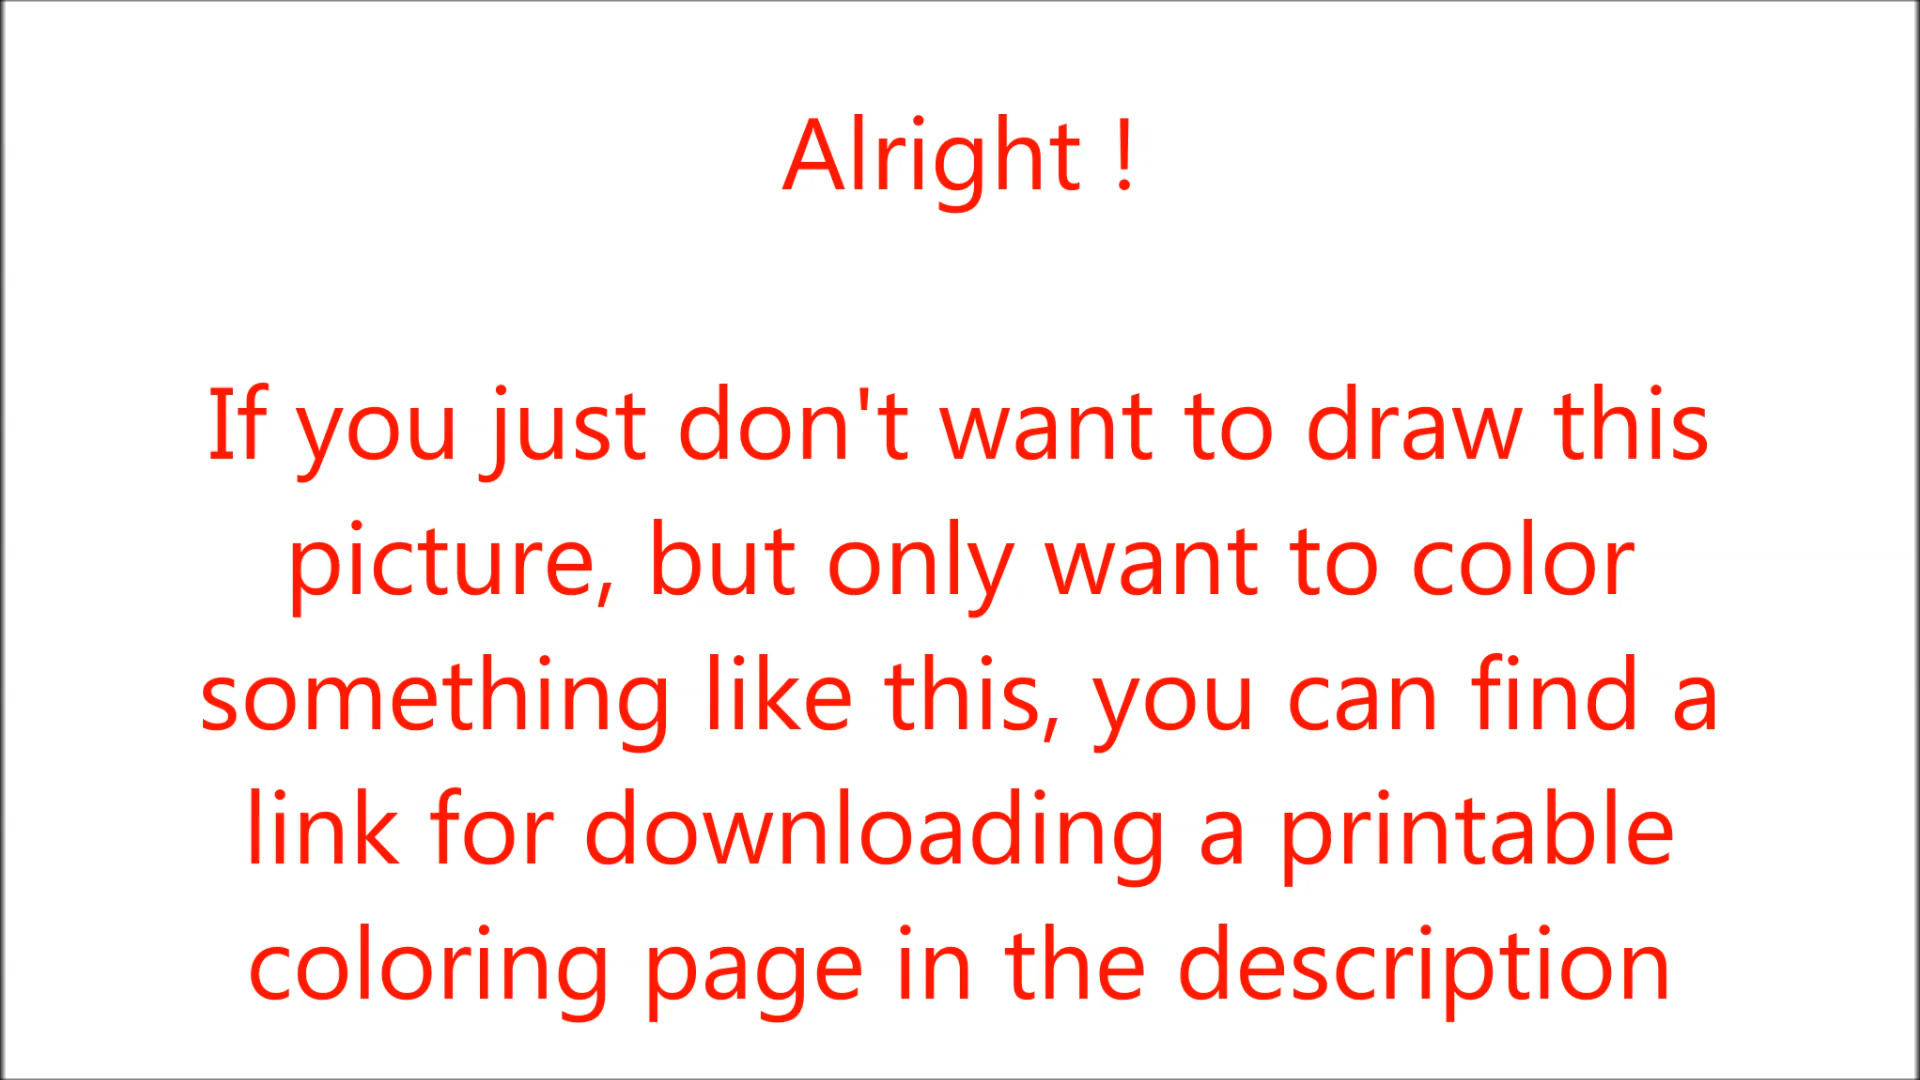 Alright !
If you just don't want to draw this
picture, but only want to color
something like this, you can find a
link for downloading a printable
coloring page in the description